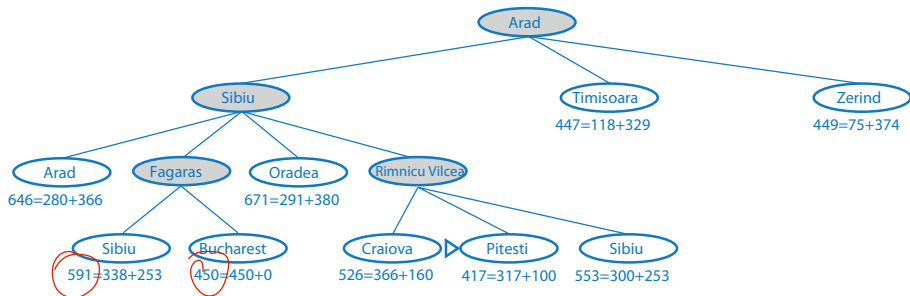 Arad
Sibiu Timisoara Zerind
447=118+329 449=75+374
Arad Fagaras Oradea Rimnicu Vilcea
646=280+366 671=291+380
Sibiu Bucharest Craiova Pitesti Sibiu
591=338+253 450=450+0 526=366+160 417=317+100 553=300+253